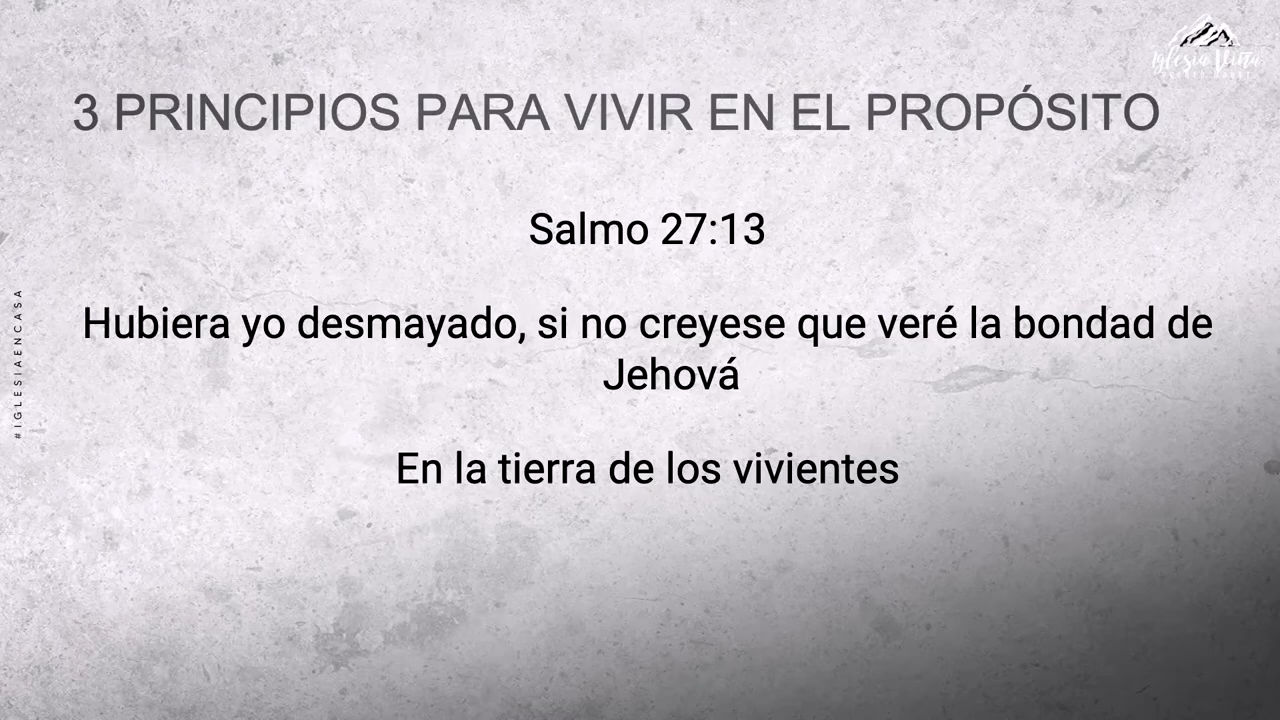 3 PRINCIPIOS PARA VIVIR EN EL PROPÓSITO
Salmo 27:13
Hubiera yo desmayado, si no creyese que veré la bondad de
Jehová
En la tierra de los vivientes
#IGLESIAENCASA
Iglesia